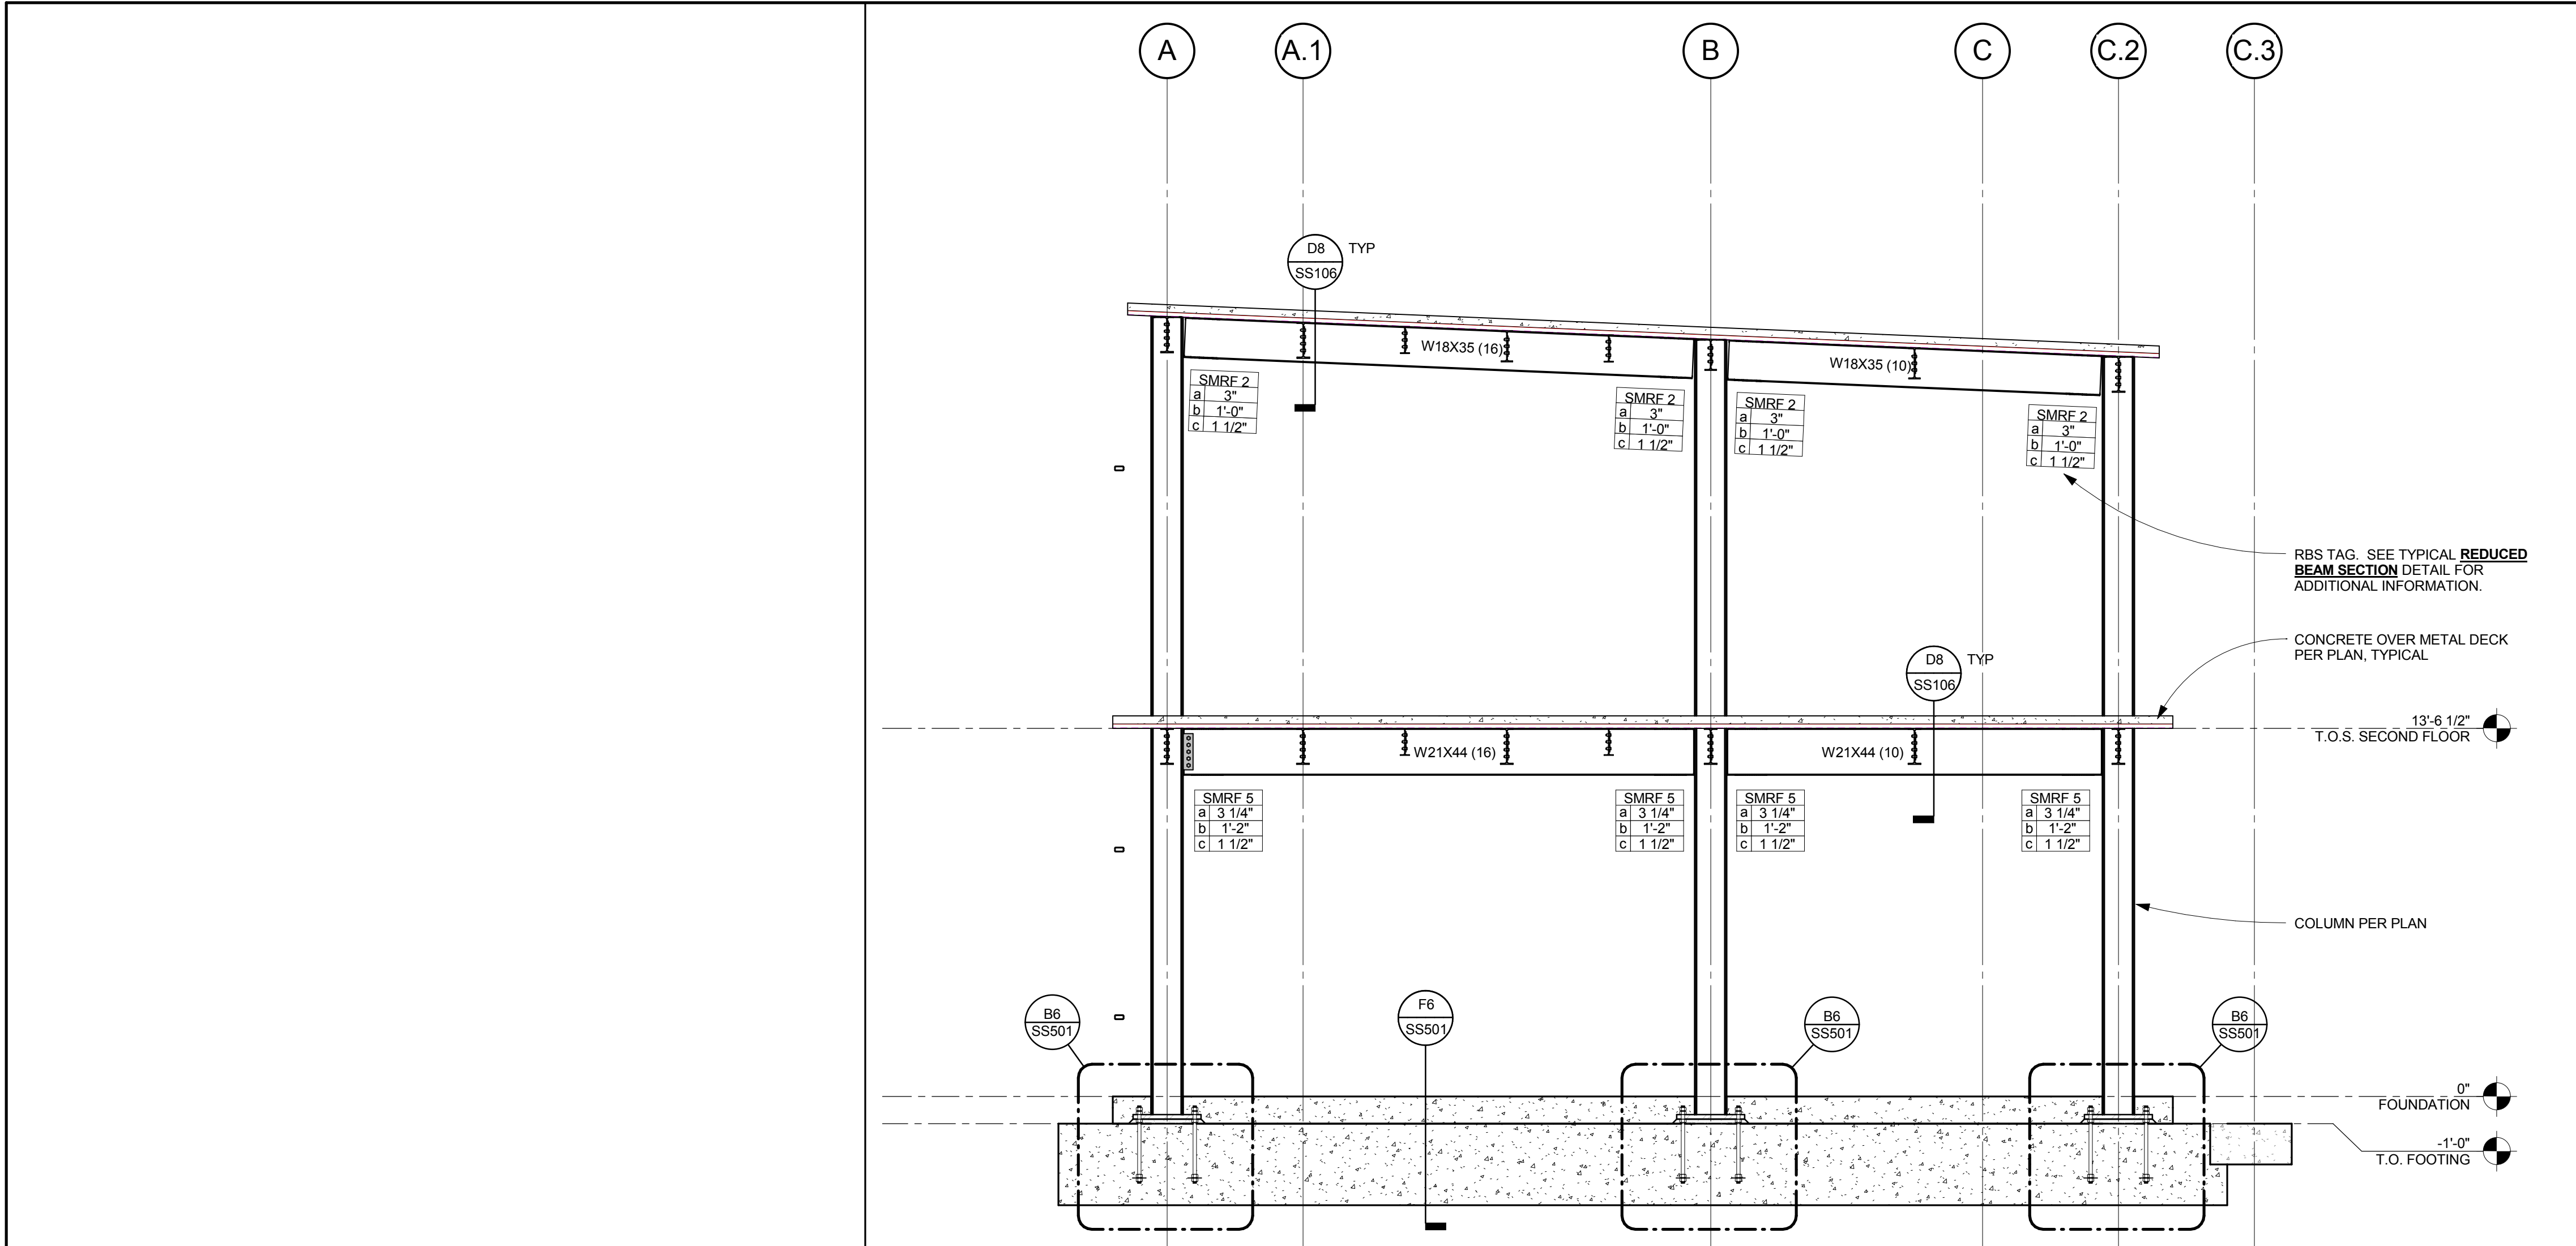 A
A.1
B
C
C.2
C.3
D8
TYP
SS106
W18X35 (16)
W18X35 (10)
SMRF 2
a 3"
b 1'-0"
c 1 1/2"
SMRF 2
a 3"
b 1'-0"
c 1 1/2"
SMRF 2
a 3"
b 1'-0"
c 1 1/2"
SMRF 2
a 3"
b 1'-0"
c 1 1/2"
RBS TAG. SEE TYPICAL REDUCED
BEAM SECTION DETAIL FOR
ADDITIONAL INFORMATION.
CONCRETE OVER METAL DECK
PER PLAN, TYPICAL
D8
TYP
SS106
13'-6 1/2"
T.O.S. SECOND FLOOR
W21X44 (16)
W21X44 (10)
SMRF 5
a 3 1/4"
b 1'-2"
c 1 1/2"
SMRF 5
a 3 1/4"
b 1'-2"
c 1 1/2"
SMRF 5
a 3 1/4"
b 1'-2"
c 1 1/2"
SMRF 5
a 3 1/4"
b 1'-2"
c 1 1/2"
COLUMN PER PLAN
B6
SS501
F6
SS501
B6
SS501
B6
SS501
0"
FOUNDATION
-1'-0"
T.O. FOOTING